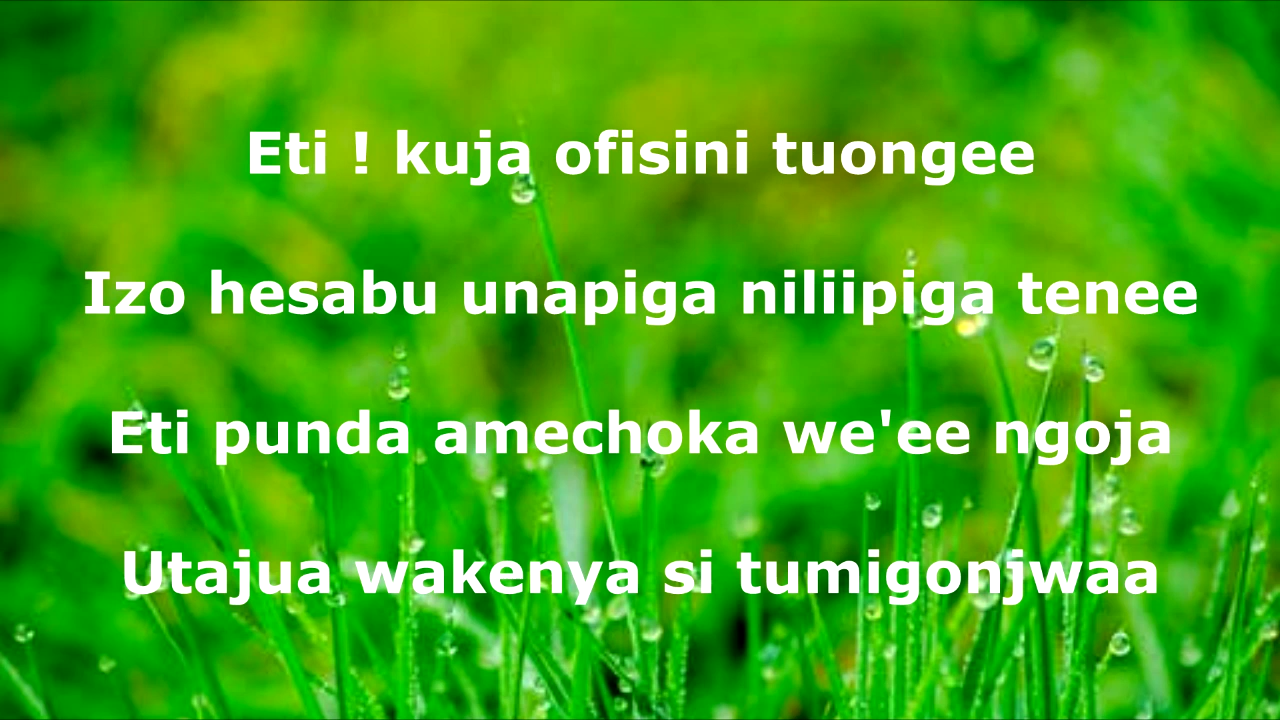 Eti ! kuja ofisini tuongee
Izo hesabu unapiga niliipiga tenee
Eti punda amechoka we'ee ngoja
Utajua wakenya si tumigonjwaa